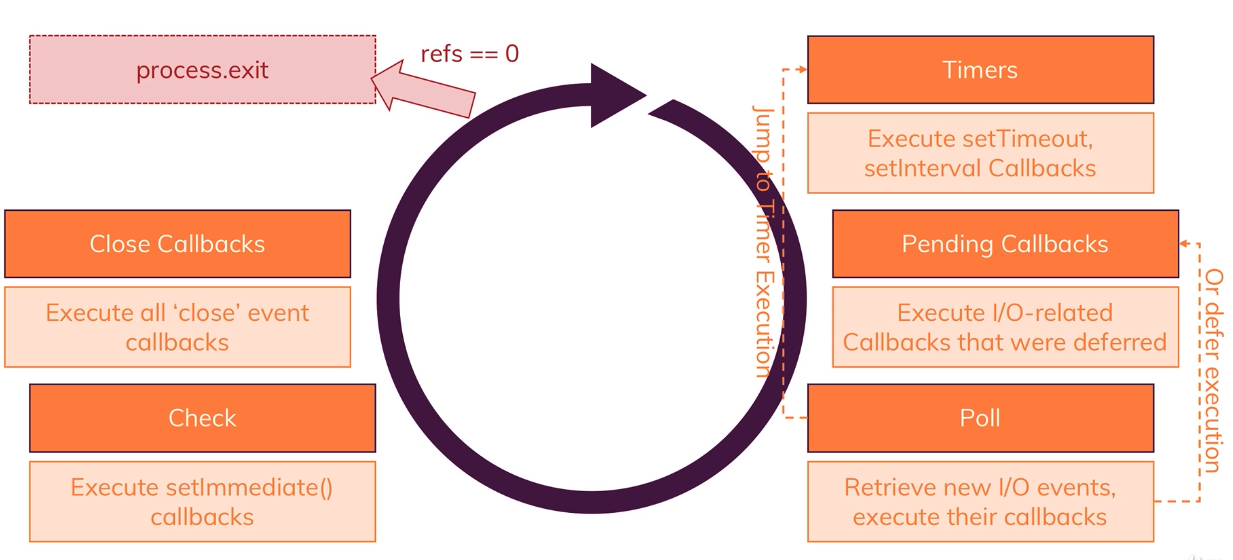 process.exit
refs == 0
Timers
Execute setTimeout,
setInterval Callbacks
Jump to Timer Execution
Close Callbacks
Execute all ‘close’ event
callbacks
Pending Callbacks
Execute I/O-related
Callbacks that were deferred
Or defer execution
Check
Execute setImmediate()
callbacks
Poll
Retrieve new I/O events,
execute their callbacks